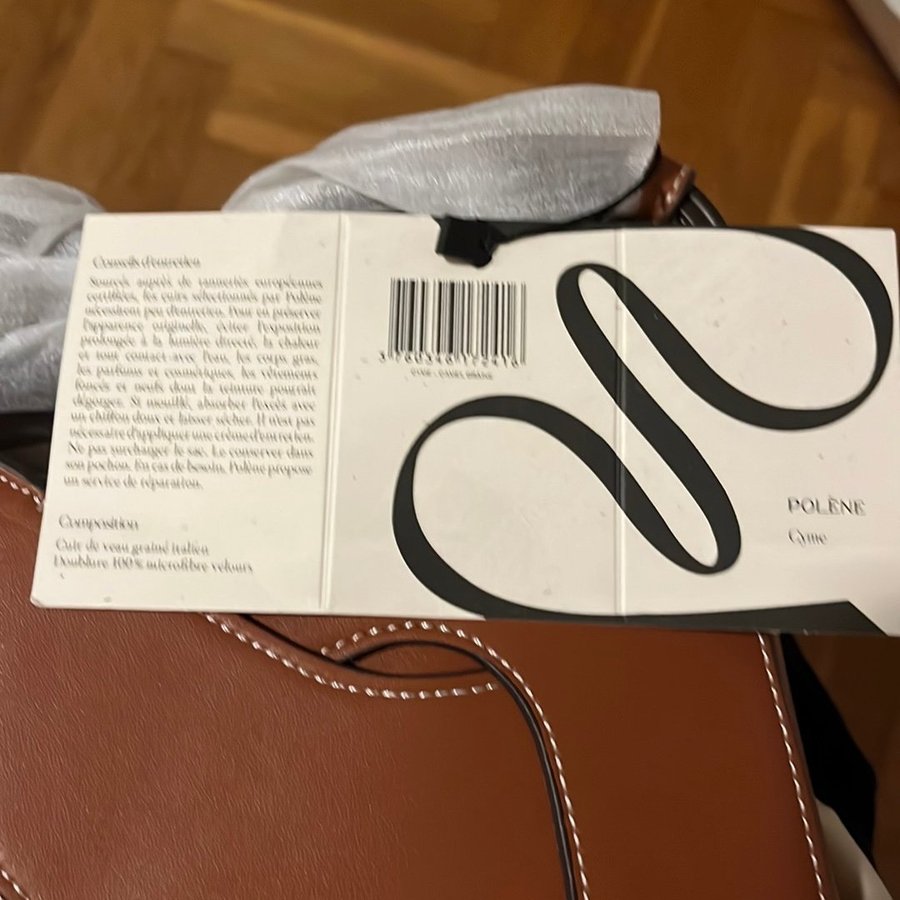 Conseils d'entretien
Sourcés auprès de tanneries européennes
certifiées, les cuirs sélectionnés par Polène
nécessitent peu d'entretien. Pour en préserver
l'apparence originelle, éviter l'exposition
prolongée à la lumière directe, la chaleur
et tout contact avec l'eau, les corps gras,
les parfums et cosmétiques, les vêtements
foncés et neufs dont la teinture pourrait
dégorger. Si mouillé, absorber l'excès avec
un chiffon doux et laisser sécher. Il n'est pas
nécessaire d'appliquer une crème d'entretien.
Ne pas surcharger le sac. Le conserver dans
son pochon. En cas de besoin, Polène propose
un service de réparation.
Composition
Cuir de veau grainé italien
Doublure 100% microfibre velours
POLÈNE
Cyme